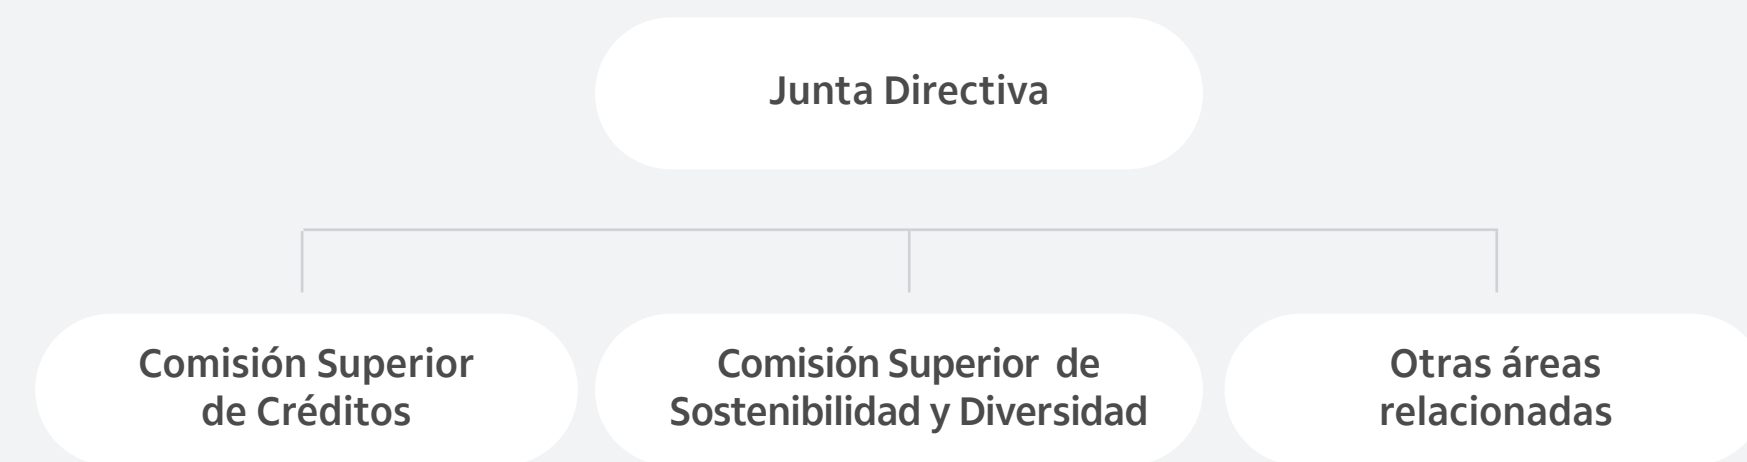 Junta Directiva
Comisión Superior
de Créditos
Comisión Superior de
Sostenibilidad y Diversidad
Otras áreas
relacionadas